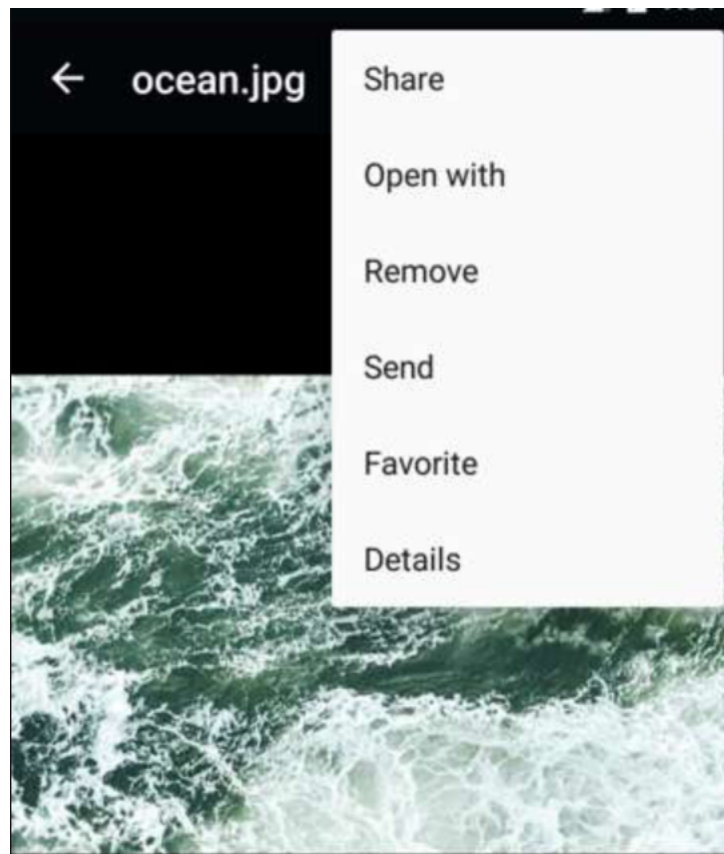 ocean.jpg
Share
Open with
Remove
Send
Favorite
Details